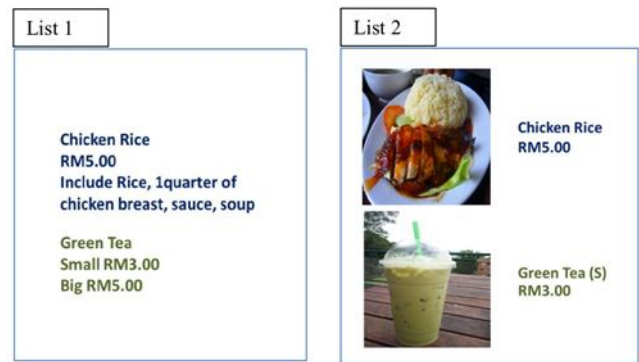 List 1
Chicken Rice
RM5.00
Include Rice, 1quarter of
chicken breast, sauce, soup
Green Tea
Small RM3.00
Big RM5.00
List 2
Chicken Rice
RM5.00
Green Tea (S)
RM3.00